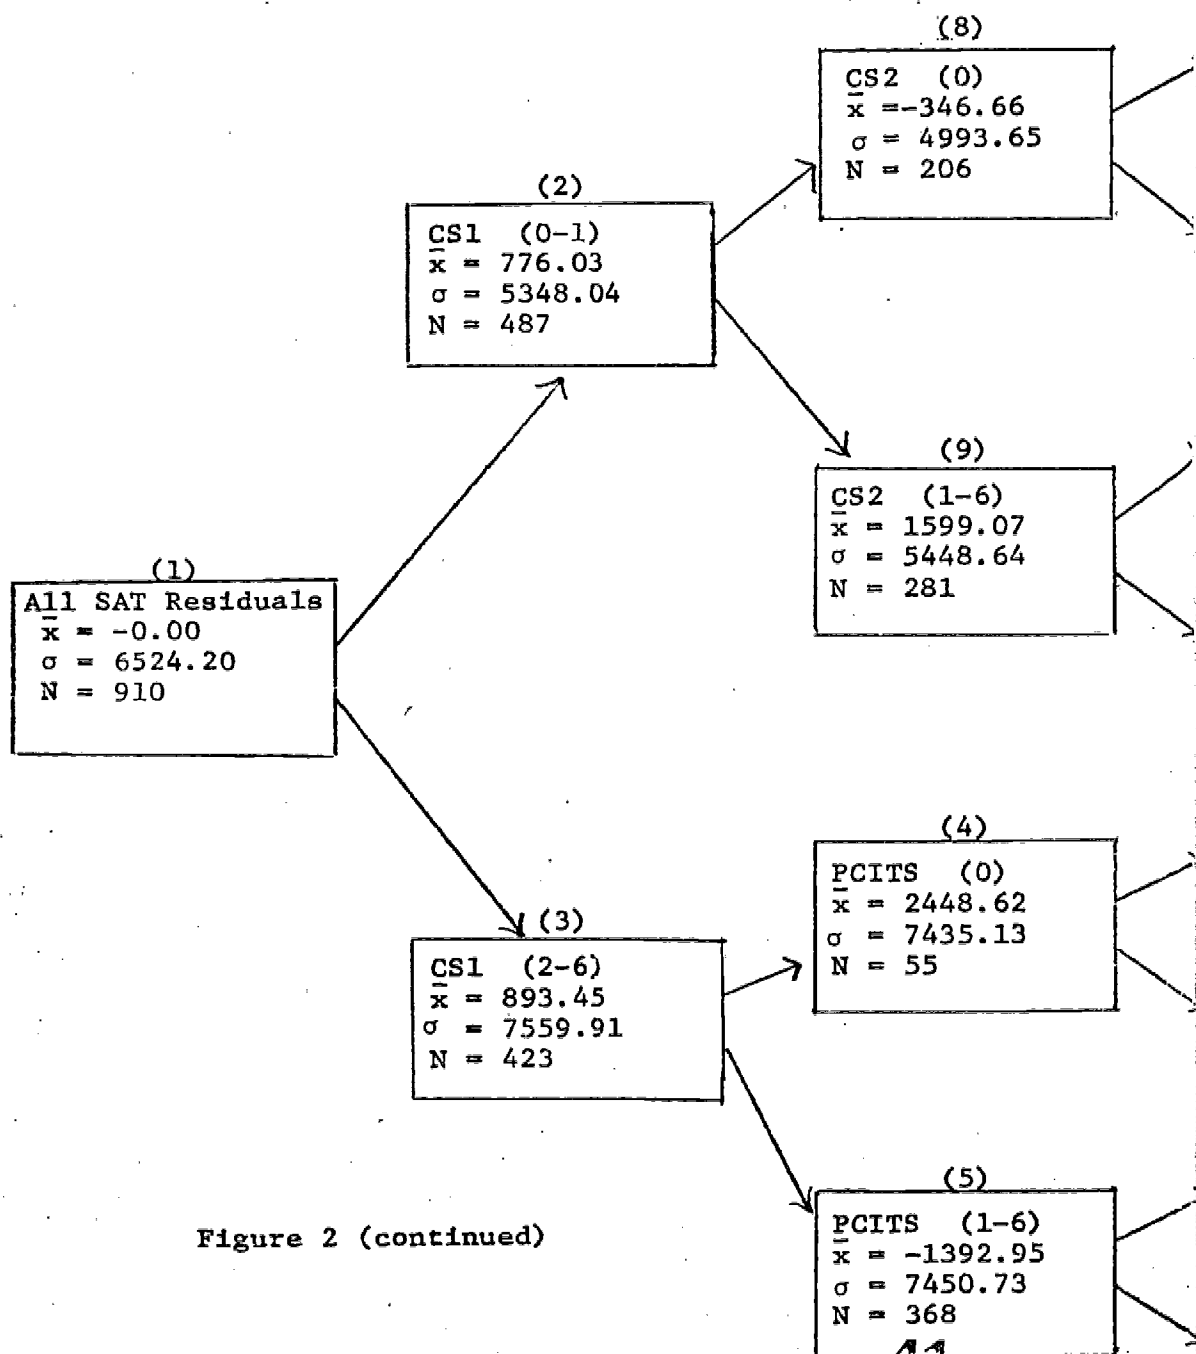 (8)
CS2 (0)
x̄ =-346.66
σ = 4993.65
N = 206
(2)
CS1 (0-1)
x̄ = 776.03
σ = 5348.04
N = 487
(9)
CS2 (1-6)
x̄ = 1599.07
σ = 5448.64
N = 281
(1)
All SAT Residuals
x̄ = -0.00
σ = 6524.20
N = 910
(4)
PCITS (0)
x̄ = 2448.62
σ = 7435.13
N = 55
(3)
CS1 (2-6)
x̄ = 893.45
σ = 7559.91
N = 423
(5)
PCITS (1-6)
x̄ = -1392.95
σ = 7450.73
N = 368
Figure 2 (continued)